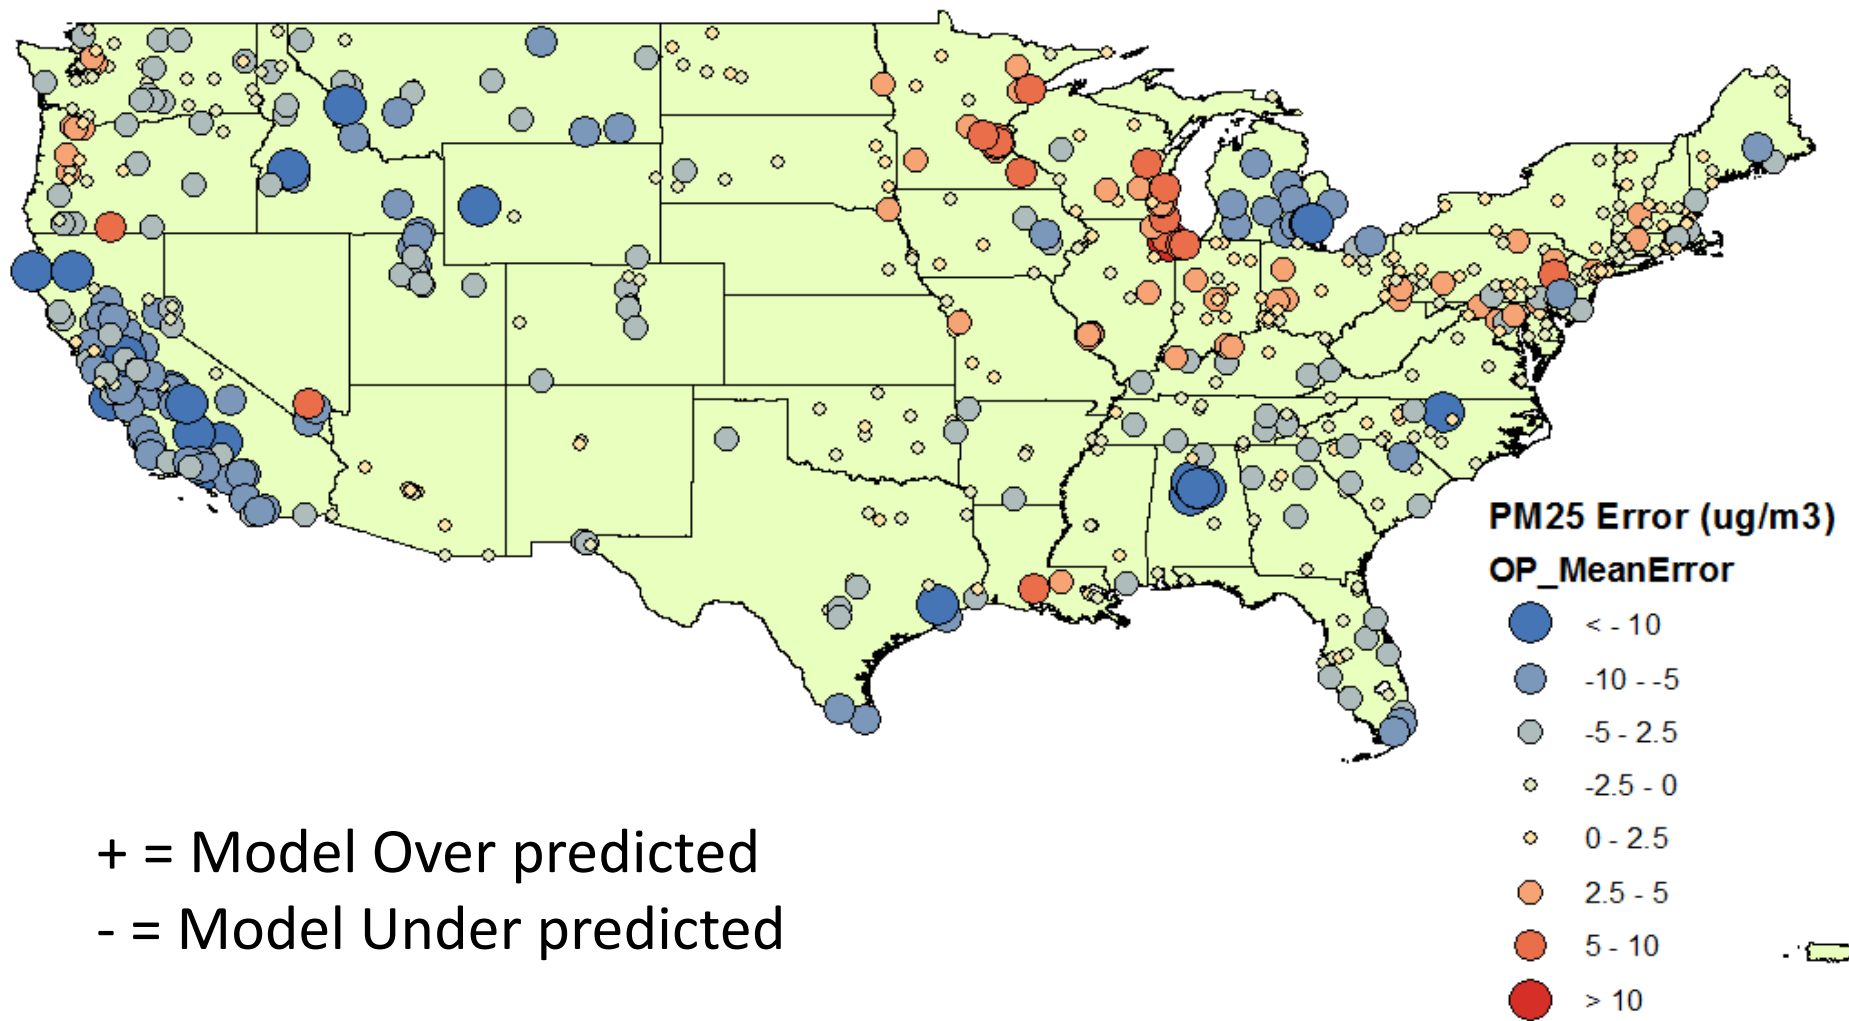 PM25 Error (ug/m3)
OP_MeanError
< - 10
-10 - -5
-5 - 2.5
-2.5 - 0
0 - 2.5
2.5 - 5
5 - 10
> 10
+ = Model Over predicted
- = Model Under predicted